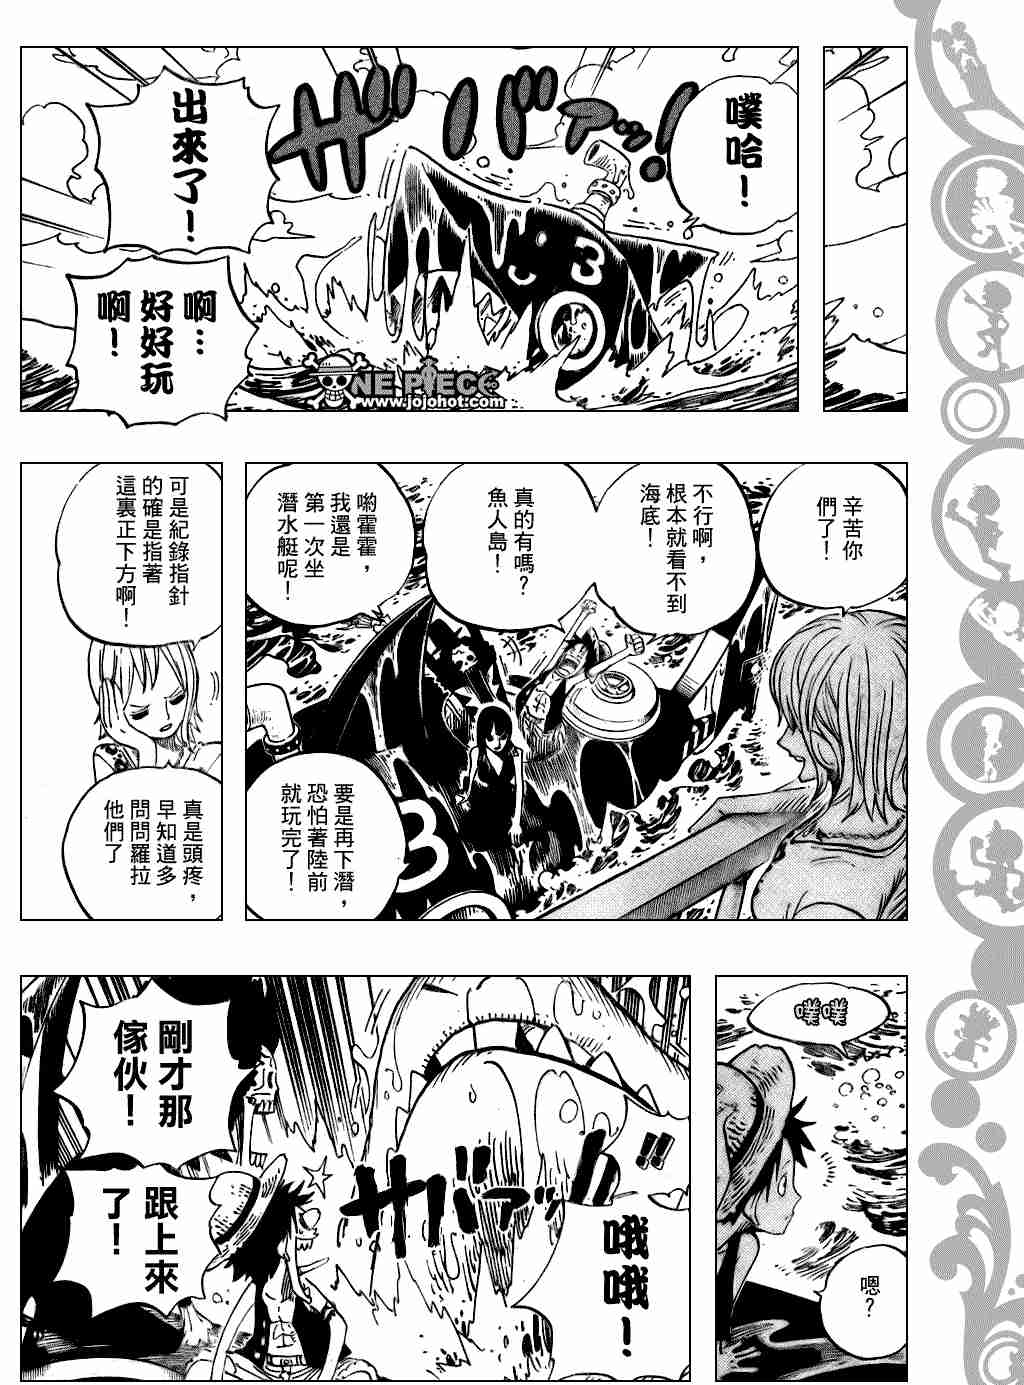 噗哈！
ザバァァッ！
出來了！
啊…
好好玩
啊！
3
ONE PIECE
www.jojohot.com
辛苦你
們了！
不行啊，
根本就看不到
海底！
真的有嗎？
魚人島！
喲霍霍，
我還是
第一次坐
潛水艇呢！
要是再下潛，
恐怕著陸前
就玩完了！
3
可是紀錄指針
的確是指著
這裏正下方啊！
真是頭疼，
早知道多
問問羅拉
他們了
噗噗
嗯？
!!
ザバァァッ
哦
哦！
剛才那
傢伙！
跟上來
了！